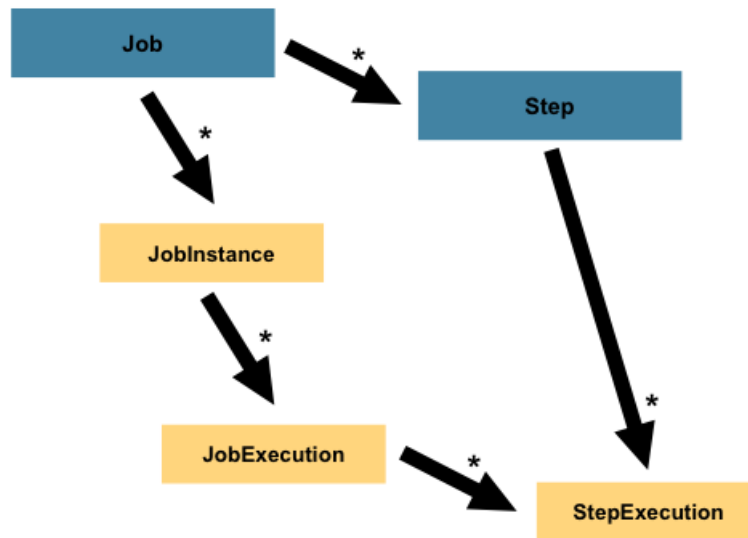 Job
*
Step
*
JobInstance
*
*
JobExecution
*
StepExecution